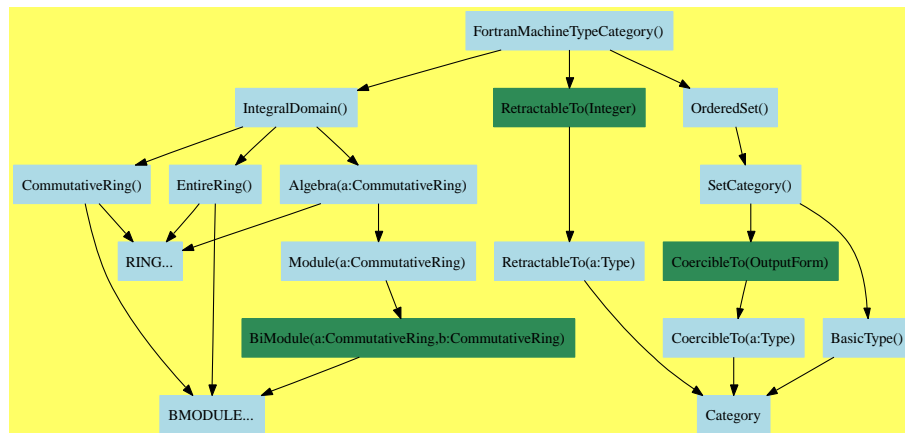 FortranMachineTypeCategory()
IntegralDomain()
RetractableTo(Integer)
OrderedSet()
CommutativeRing()
EntireRing()
Algebra(a:CommutativeRing)
SetCategory()
RING...
Module(a:CommutativeRing)
RetractableTo(a:Type)
CoercibleTo(OutputForm)
BiModule(a:CommutativeRing,b:CommutativeRing)
CoercibleTo(a:Type)
BasicType()
BMODULE...
Category